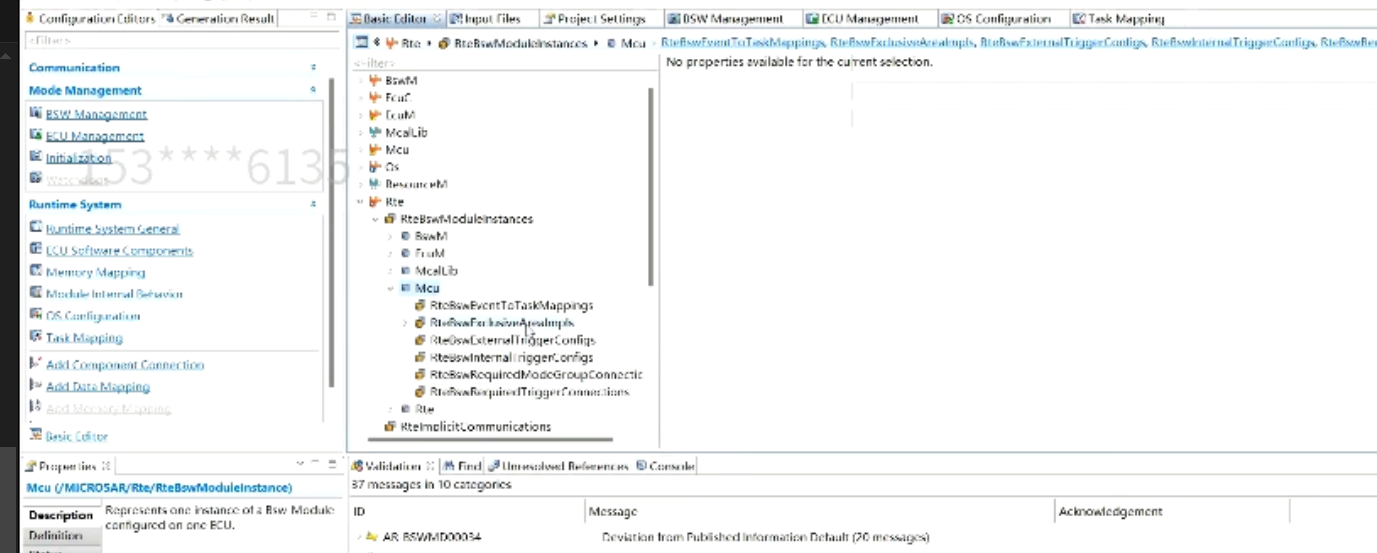 Configuration Editors Generation Result
<Filter>
Communication
Mode Management
BSW Management
ECU Management
Initialization
Runtime System
Runtime System General
ECU Software Components
Memory Mapping
Module Internal Behavior
OS Configuration
Task Mapping
Add Component Connection
Add Data Mapping
Add Memory Mapping
Basic Editor
153****6135
Basic Editor Input Files Project Settings BSW Management ECU Management OS Configuration Task Mapping
Rte RteBswModuleInstances Mcu RteBswEventToTaskMappings, RteBswExclusiveAreaImpls, RteBswExternalTriggerConfigs, RteBswInternalTriggerConfigs, RteBswRe
<Filter>
BswM
EcuC
EcuM
McalLib
Mcu
Os
ResourceM
Rte
RteBswModuleInstances
BswM
EcuM
McalLib
Mcu
RteBswEventToTaskMappings
RteBswExclusiveAreaImpls
RteBswExternalTriggerConfigs
RteBswInternalTriggerConfigs
RteBswRequiredModeGroupConnectic
RteBswRequiredTriggerConnections
Rte
RteImplicitCommunications
No properties available for the current selection.
Properties
Mcu (/MICROSAR/Rte/RteBswModuleInstance)
Description
Definition
Represents one instance of a Bsw Module
configured on one ECU.
Validation Find Unresolved References Console
37 messages in 10 categories
ID Message Acknowledgement
AR-BSWMD00034 Deviation from Published Information Default (20 messages)